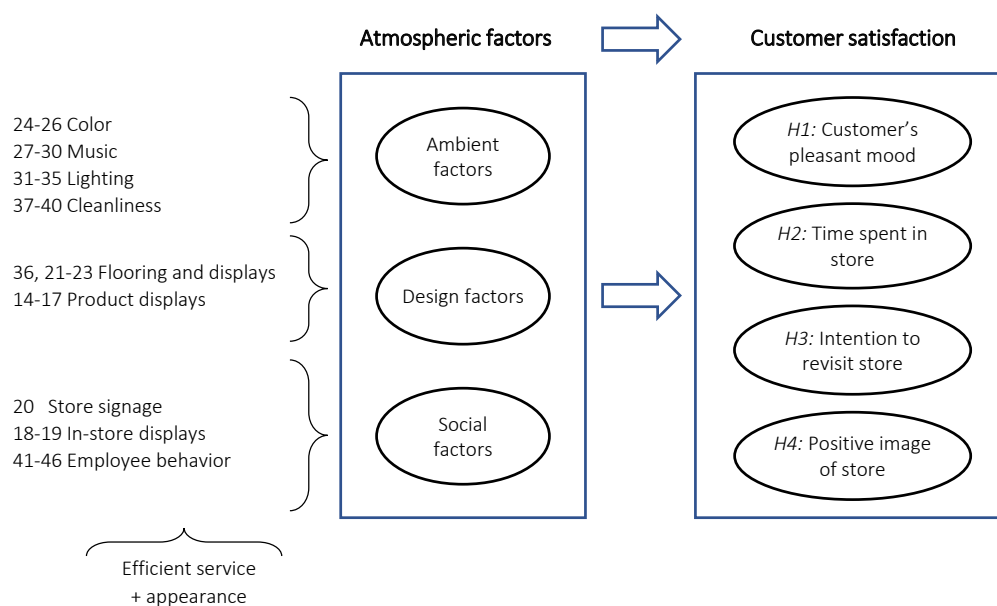 Atmospheric factors
Customer satisfaction
24-26 Color
27-30 Music
31-35 Lighting
37-40 Cleanliness
36, 21-23 Flooring and displays
14-17 Product displays
20 Store signage
18-19 In-store displays
41-46 Employee behavior
Efficient service
+ appearance
Ambient
factors
Design factors
Social
factors
H1: Customer’s
pleasant mood
H2: Time spent in
store
H3: Intention to
revisit store
H4: Positive image
of store